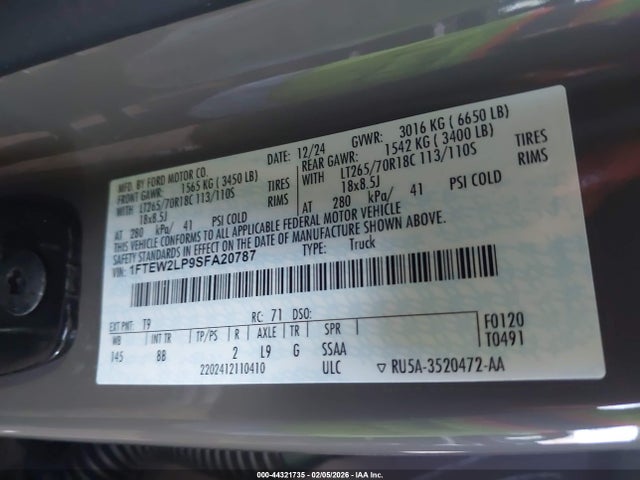 MFD. BY FORD MOTOR CO.
DATE: 12/24 GVWR: 3016 KG ( 6650 LB)
FRONT GAWR: 1565 KG ( 3450 LB)
REAR GAWR: 1542 KG ( 3400 LB)
WITH LT265/70R18C 113/110S TIRES
WITH LT265/70R18C 113/110S TIRES
18x8.5J RIMS
18x8.5J RIMS
AT 280 kPa/ 41 PSI COLD
AT 280 kPa/ 41 PSI COLD
THIS VEHICLE CONFORMS TO ALL APPLICABLE FEDERAL MOTOR VEHICLE
SAFETY STANDARDS IN EFFECT ON THE DATE OF MANUFACTURE SHOWN ABOVE.
1FTEW2LP9SFA20787 TYPE: Truck
EXT PNT: T9 RC: 71 DSO: F0120
WB INT TR TP/PS R AXLE TR SPR T0491
145 8B 2 L9 G SSAA
2202412110410 ULC ▽ RU5A-3520472-AA
000-44321735 - 02/05/2026 - IAA Inc.